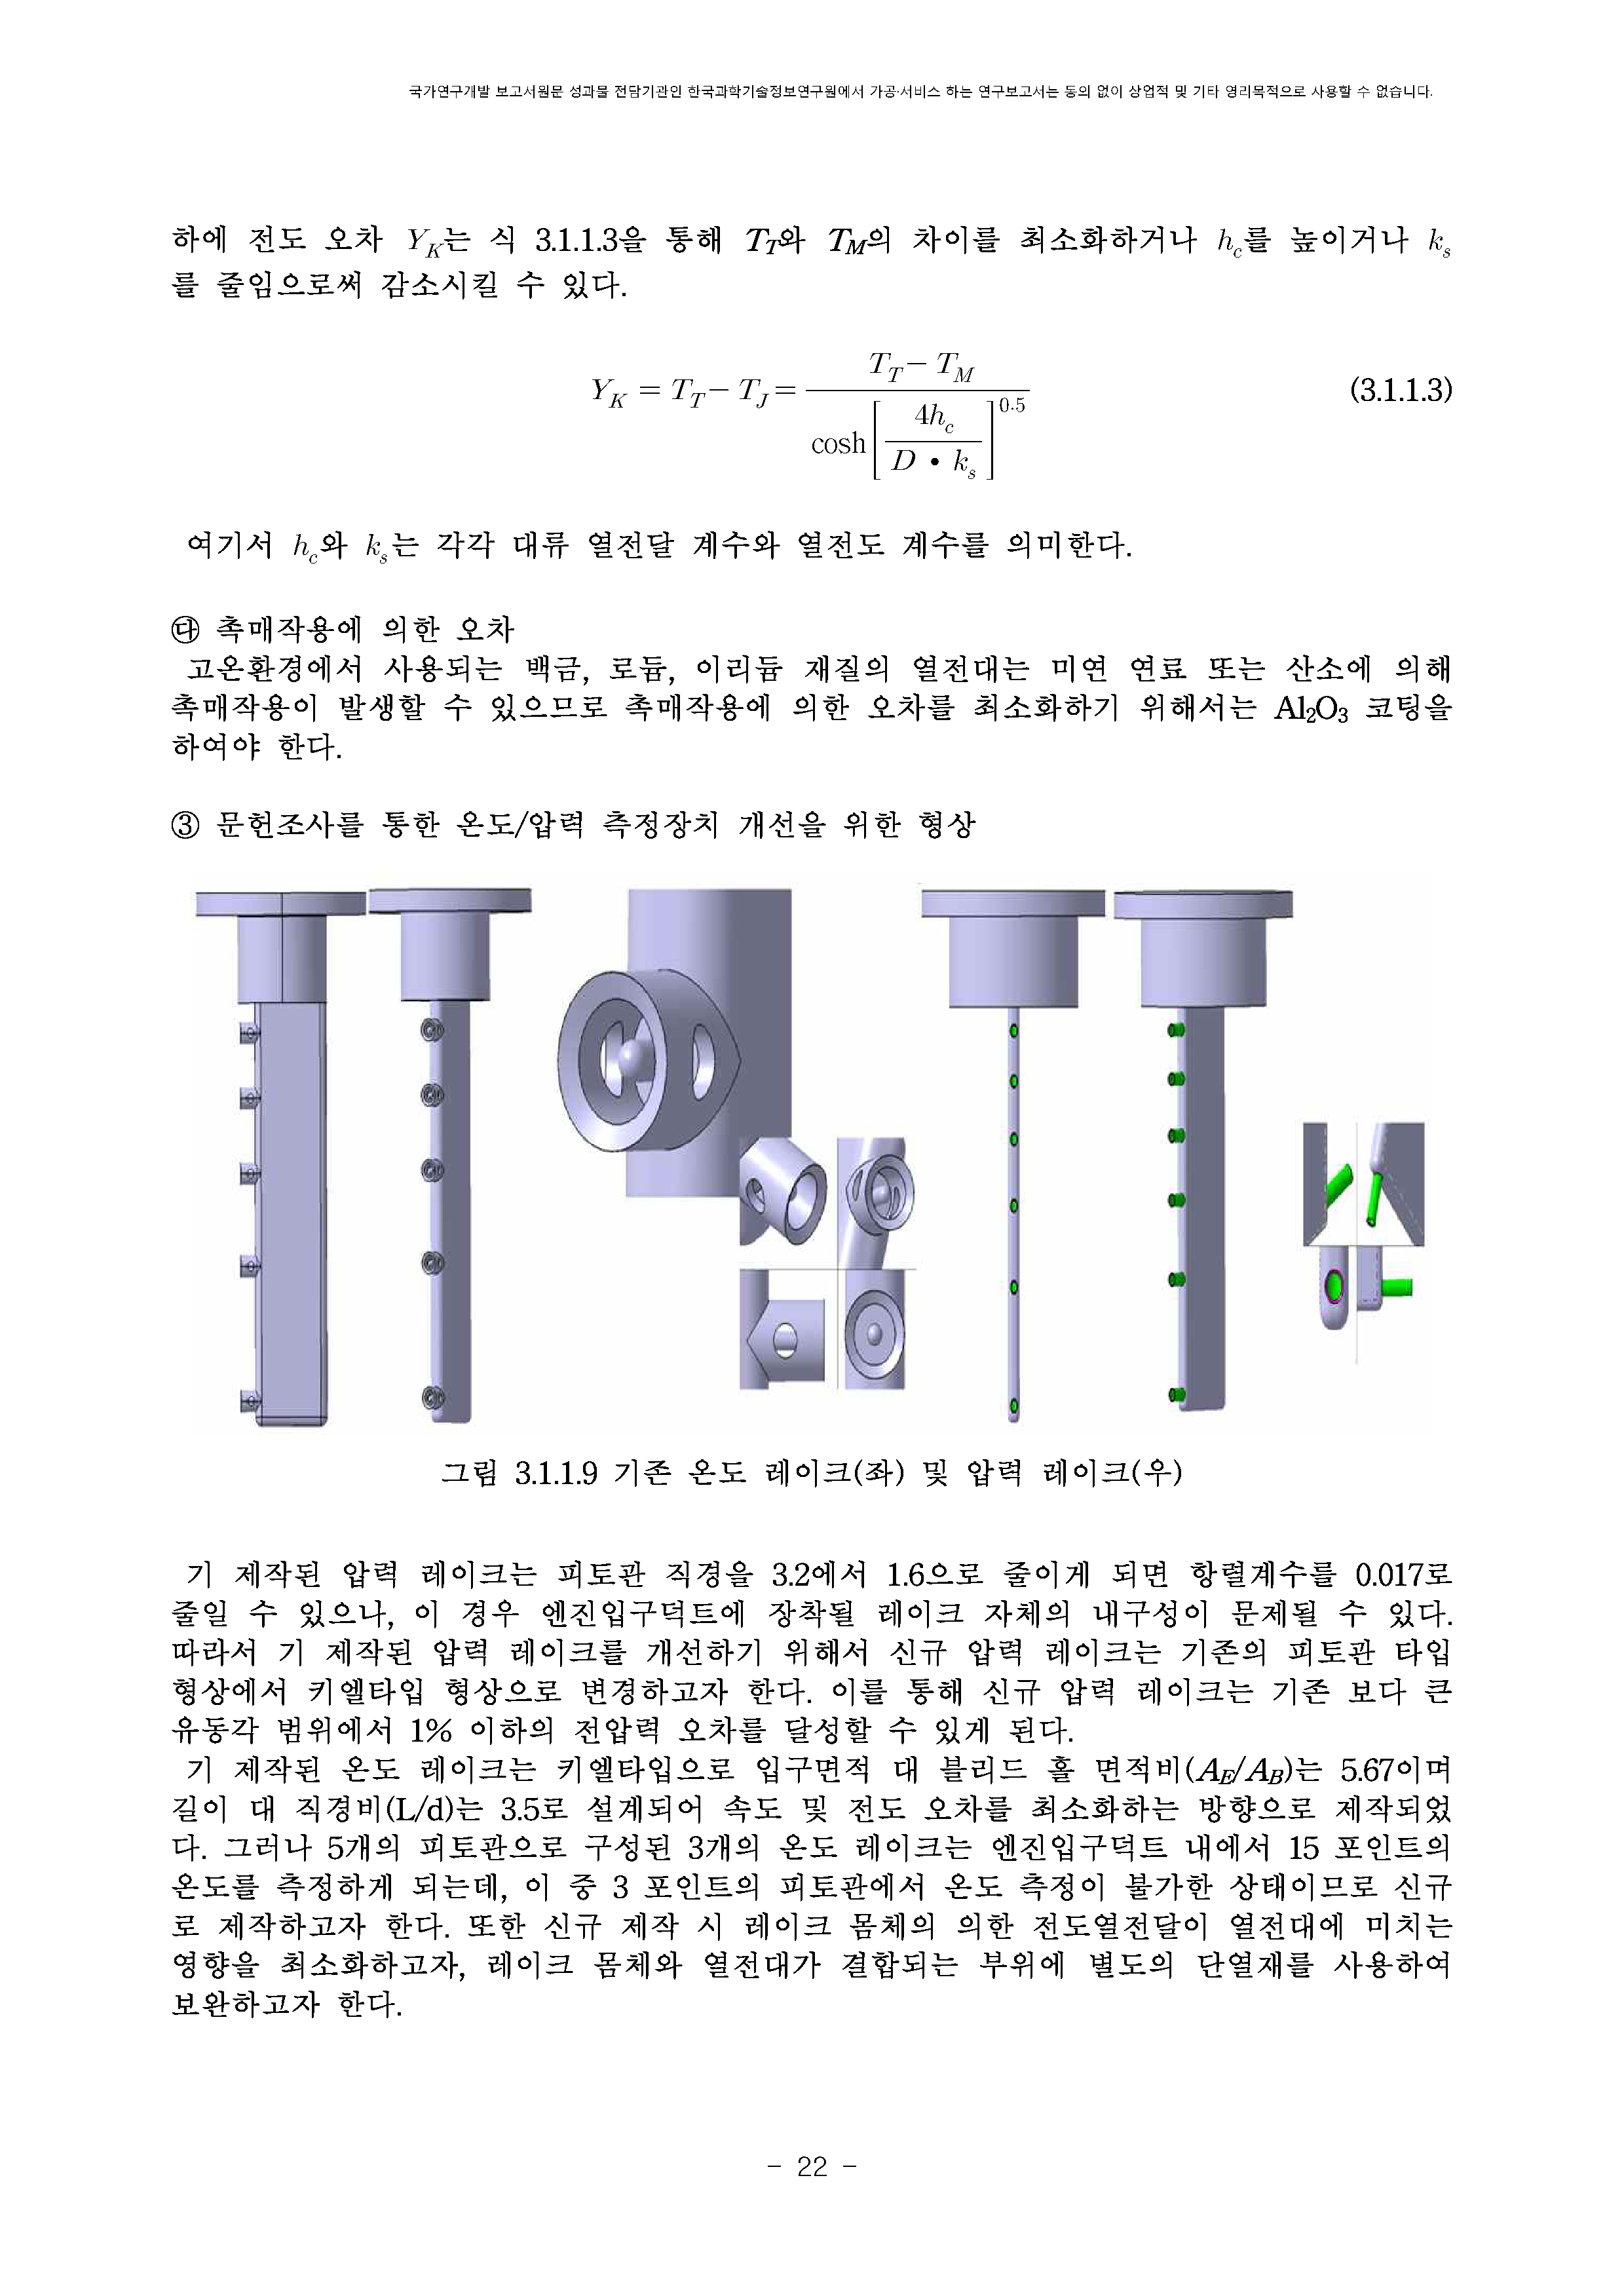 국가연구개발 보고서원문 성과물 전담기관인 한국과학기술정보연구원에서 가공·서비스 하는 연구보고서는 동의 없이 상업적 및 기타 영리목적으로 사용할 수 없습니다.
하에 전도 오차 Y_K는 식 3.1.1.3을 통해 T_T와 T_M의 차이를 최소화하거나 h_c를 높이거나 k_s
를 줄임으로써 감소시킬 수 있다.
Y_K = T_T − T_J = (T_T − T_M) / cosh[4h_c / (D • k_s)]^0.5 (3.1.1.3)
여기서 h_c와 k_s는 각각 대류 열전달 계수와 열전도 계수를 의미한다.
㉰ 촉매작용에 의한 오차
고온환경에서 사용되는 백금, 로듐, 이리듐 재질의 열전대는 미연 연료 또는 산소에 의해
촉매작용이 발생할 수 있으므로 촉매작용에 의한 오차를 최소화하기 위해서는 Al₂O₃ 코팅을
하여야 한다.
③ 문헌조사를 통한 온도/압력 측정장치 개선을 위한 형상
그림 3.1.1.9 기존 온도 레이크(좌) 및 압력 레이크(우)
기 제작된 압력 레이크는 피토관 직경을 3.2에서 1.6으로 줄이게 되면 항렬계수를 0.017로
줄일 수 있으나, 이 경우 엔진입구덕트에 장착될 레이크 자체의 내구성이 문제될 수 있다.
따라서 기 제작된 압력 레이크를 개선하기 위해서 신규 압력 레이크는 기존의 피토관 타입
형상에서 키엘타입 형상으로 변경하고자 한다. 이를 통해 신규 압력 레이크는 기존 보다 큰
유동각 범위에서 1% 이하의 전압력 오차를 달성할 수 있게 된다.
기 제작된 온도 레이크는 키엘타입으로 입구면적 대 블리드 홀 면적비(A_E/A_B)는 5.67이며
길이 대 직경비(L/d)는 3.5로 설계되어 속도 및 전도 오차를 최소화하는 방향으로 제작되었
다. 그러나 5개의 피토관으로 구성된 3개의 온도 레이크는 엔진입구덕트 내에서 15 포인트의
온도를 측정하게 되는데, 이 중 3 포인트의 피토관에서 온도 측정이 불가한 상태이므로 신규
로 제작하고자 한다. 또한 신규 제작 시 레이크 몸체의 의한 전도열전달이 열전대에 미치는
영향을 최소화하고자, 레이크 몸체와 열전대가 결합되는 부위에 별도의 단열재를 사용하여
보완하고자 한다.
- 22 -